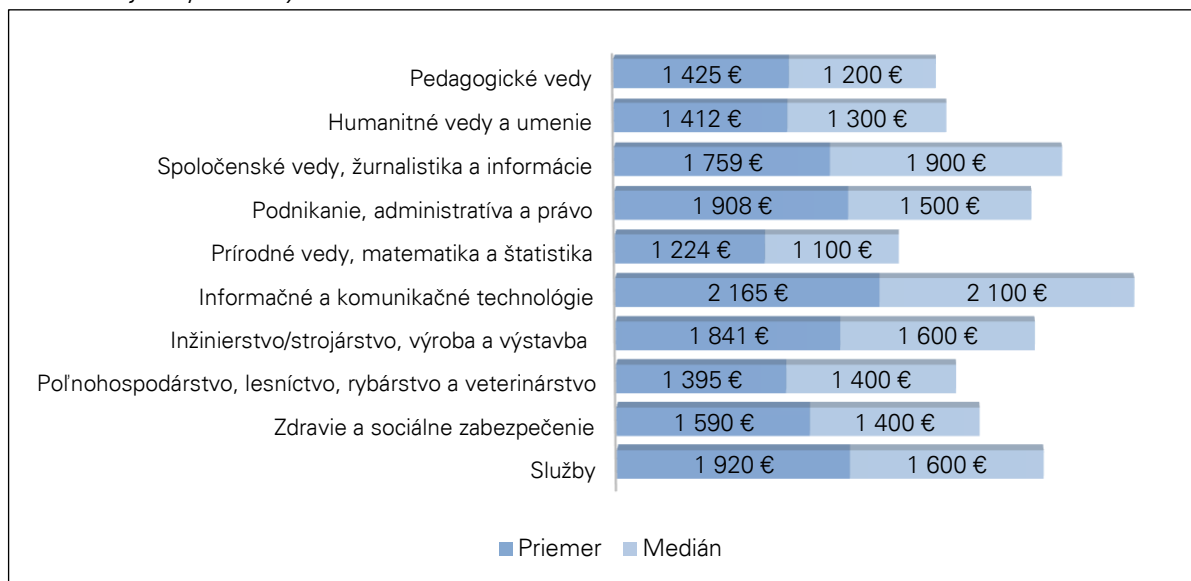 Pedagogické vedy 1 425 € 1 200 €
Humanitné vedy a umenie 1 412 € 1 300 €
Spoločenské vedy, žurnalistika a informácie 1 759 € 1 900 €
Podnikanie, administratíva a právo 1 908 € 1 500 €
Prírodné vedy, matematika a štatistika 1 224 € 1 100 €
Informačné a komunikačné technológie 2 165 € 2 100 €
Inžinierstvo/strojárstvo, výroba a výstavba 1 841 € 1 600 €
Poľnohospodárstvo, lesníctvo, rybárstvo a veterinárstvo 1 395 € 1 400 €
Zdravie a sociálne zabezpečenie 1 590 € 1 400 €
Služby 1 920 € 1 600 €
Priemer Medián